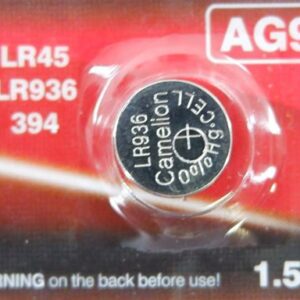 AG9
LR45
LR936
394
LR936
Camelion
0%Hg·CELL
RNING on the back before use!
1.5